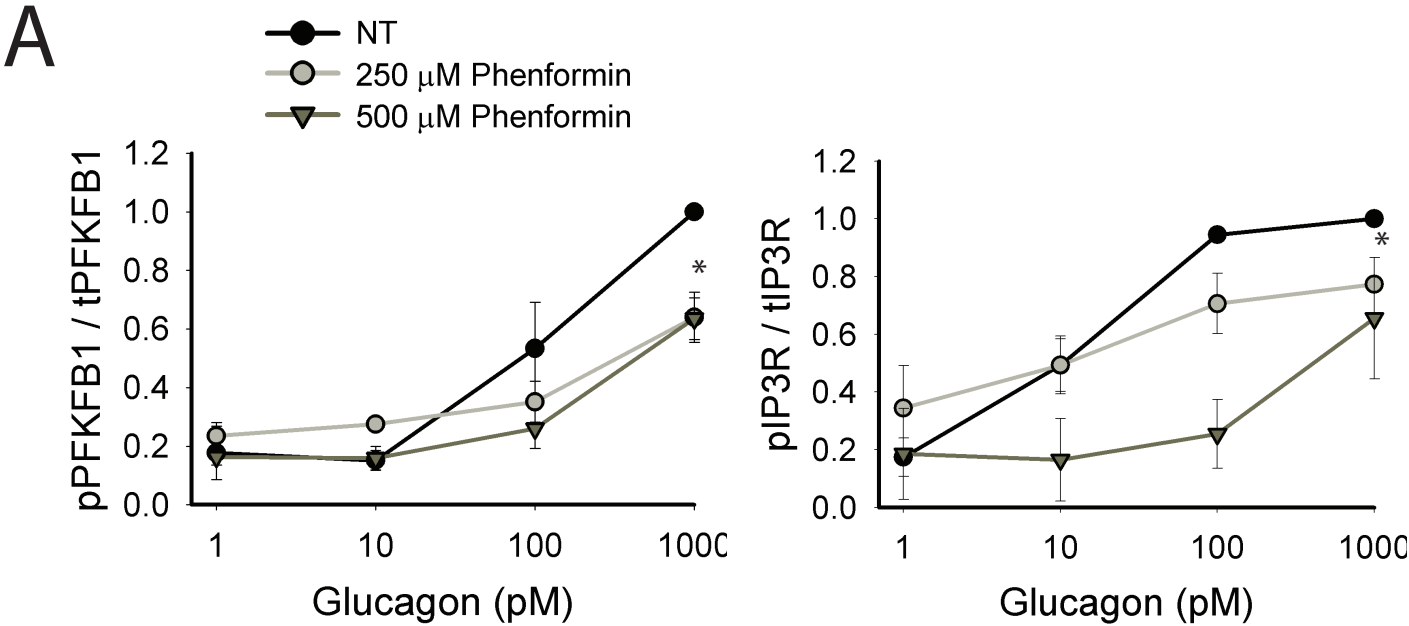 A
NT
250 μM Phenformin
500 μM Phenformin
pPFKFB1 / tPFKFB1
1.2
1.0
0.8
0.6
0.4
0.2
0.0
*
1 10 100 1000
Glucagon (pM)
pIP3R / tIP3R
1.2
1.0
0.8
0.6
0.4
0.2
0.0
*
1 10 100 1000
Glucagon (pM)